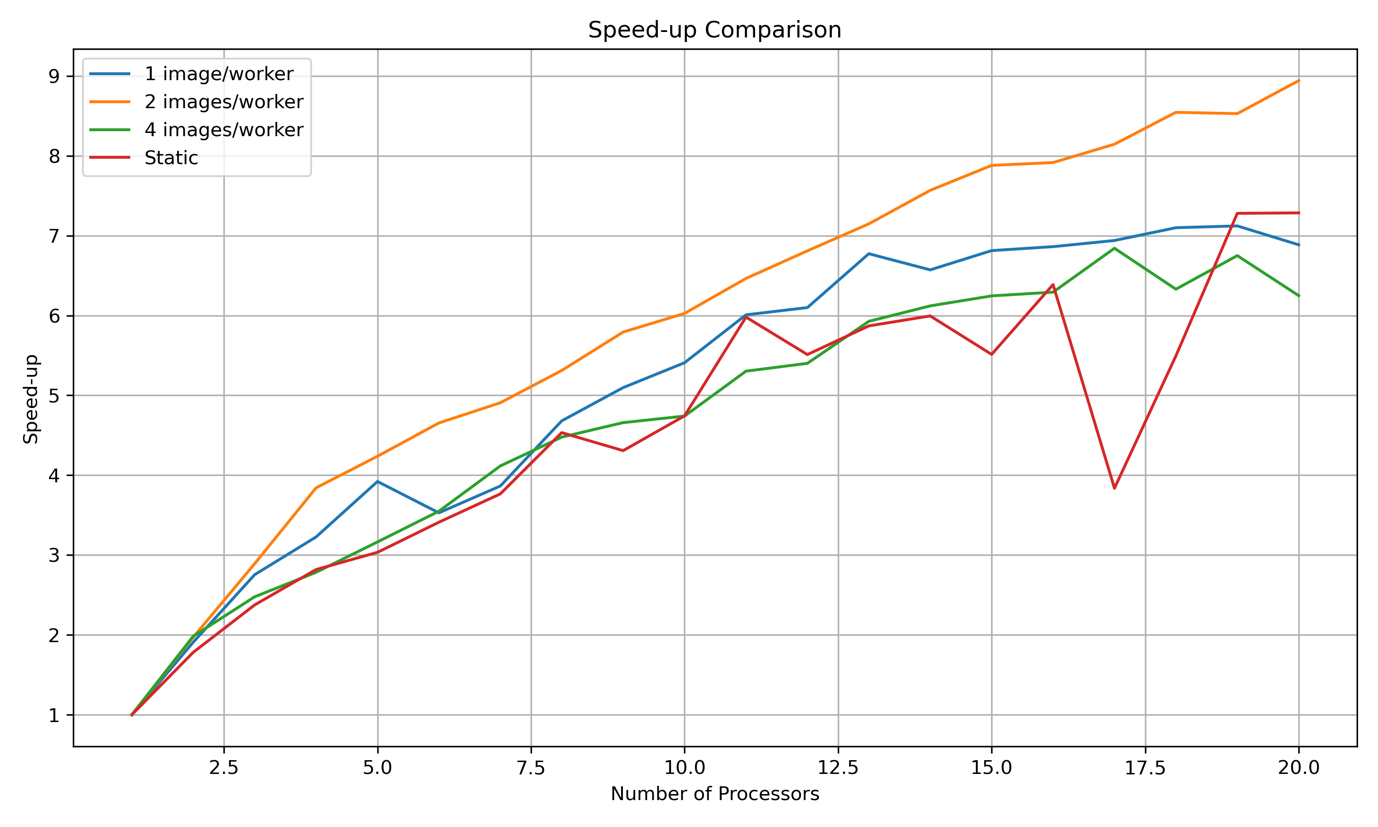 Speed-up Comparison
1 image/worker
2 images/worker
4 images/worker
Static
9
8
7
6
5
4
3
2
1
Speed-up
2.5 5.0 7.5 10.0 12.5 15.0 17.5 20.0
Number of Processors